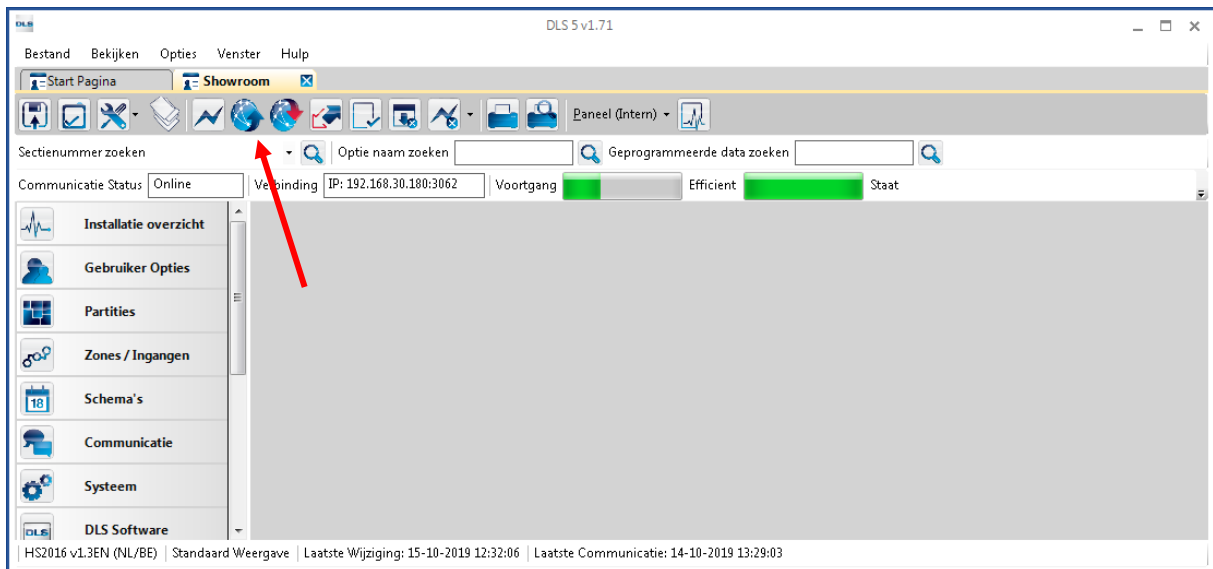 DLS
DLS 5 v1.71
Bestand Bekijken Opties Venster Hulp
Start Pagina Showroom
Paneel (Intern)
Sectienummer zoeken Optie naam zoeken Geprogrammeerde data zoeken
Communicatie Status Online Verbinding IP: 192.168.30.180:3062 Voortgang Efficient Staat
Installatie overzicht
Gebruiker Opties
Partities
Zones / Ingangen
18 Schema's
Communicatie
Systeem
DLS DLS Software
HS2016 v1.3EN (NL/BE) Standaard Weergave Laatste Wijziging: 15-10-2019 12:32:06 Laatste Communicatie: 14-10-2019 13:29:03